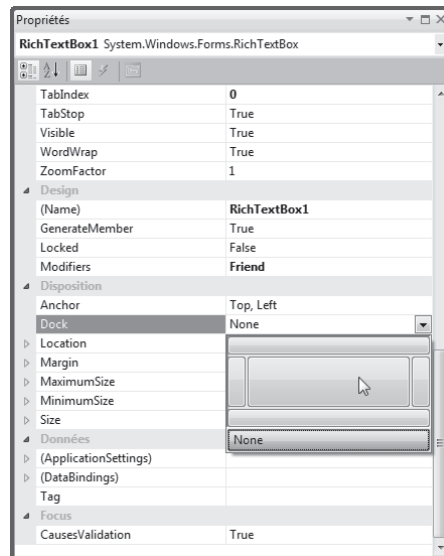 Propriétés
RichTextBox1 System.Windows.Forms.RichTextBox
TabIndex 0
TabStop True
Visible True
WordWrap True
ZoomFactor 1
Design
(Name) RichTextBox1
GenerateMember True
Locked False
Modifiers Friend
Disposition
Anchor Top, Left
Dock None
Location
Margin
MaximumSize
MinimumSize
Size
None
Données
(ApplicationSettings)
(DataBindings)
Tag
Focus
CausesValidation True